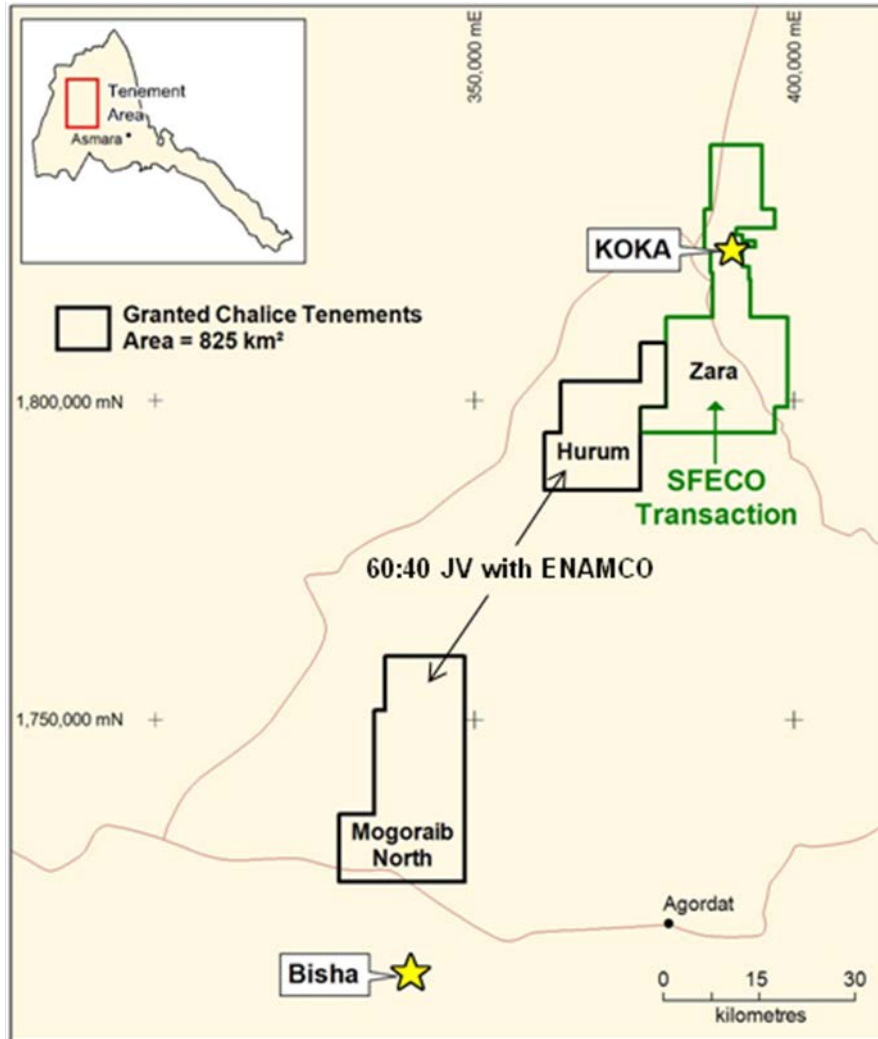 350,000 mE
400,000 mE
Tenement
Area
Asmara
KOKA
Granted Chalice Tenements
Area = 825 km²
Zara
1,800,000 mN
Hurum
SFECO
Transaction
60:40 JV with ENAMCO
1,750,000 mN
Mogoraib
North
Agordat
Bisha
0 15 30
kilometres